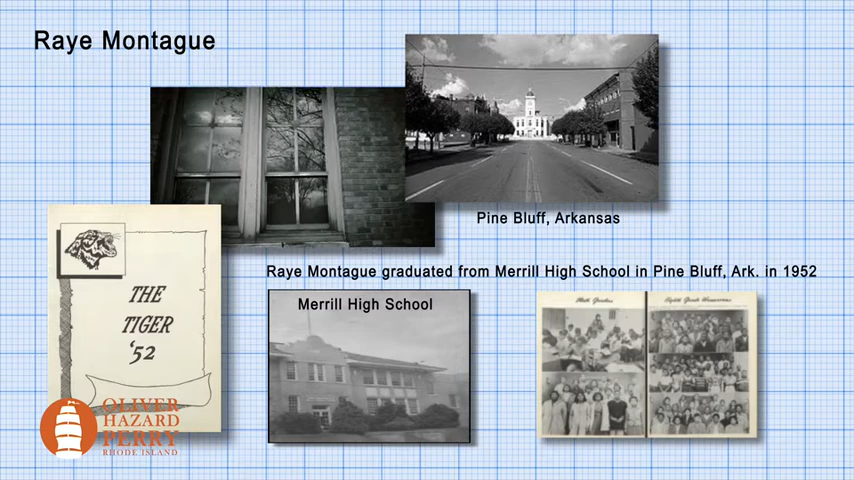 Raye Montague
Pine Bluff, Arkansas
Raye Montague graduated from Merrill High School in Pine Bluff, Ark. in 1952
THE
TIGER
'52
Merrill High School
OLIVER
HAZARD
PERRY
RHODE ISLAND